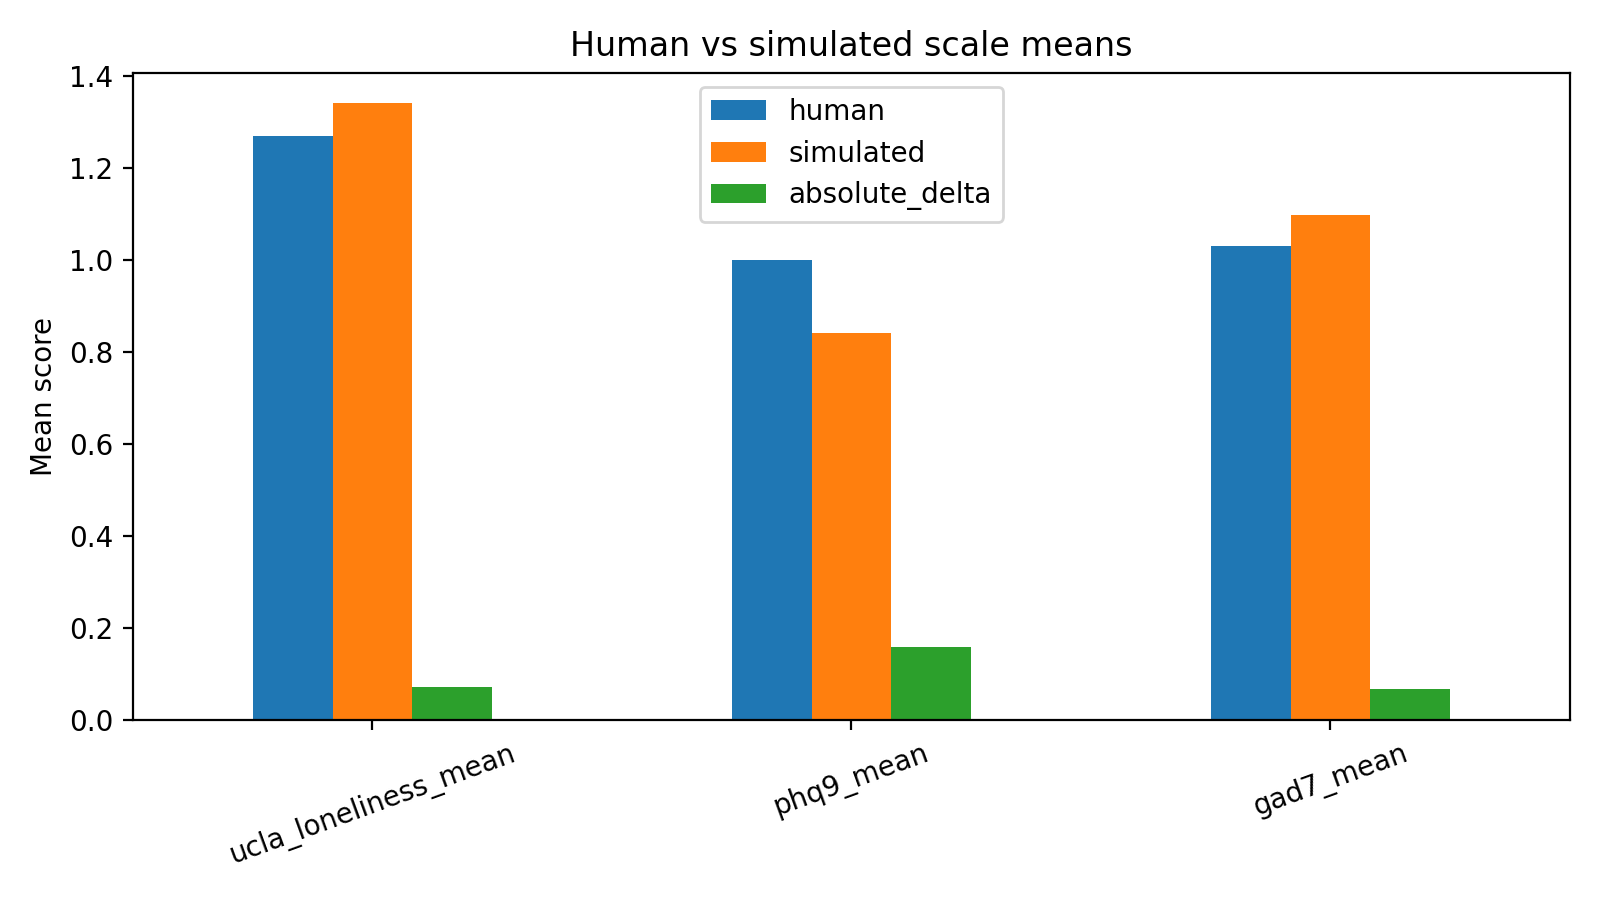 Human vs simulated scale means
human
simulated
absolute_delta
Mean score
1.4
1.2
1.0
0.8
0.6
0.4
0.2
0.0
ucla_loneliness_mean
phq9_mean
gad7_mean